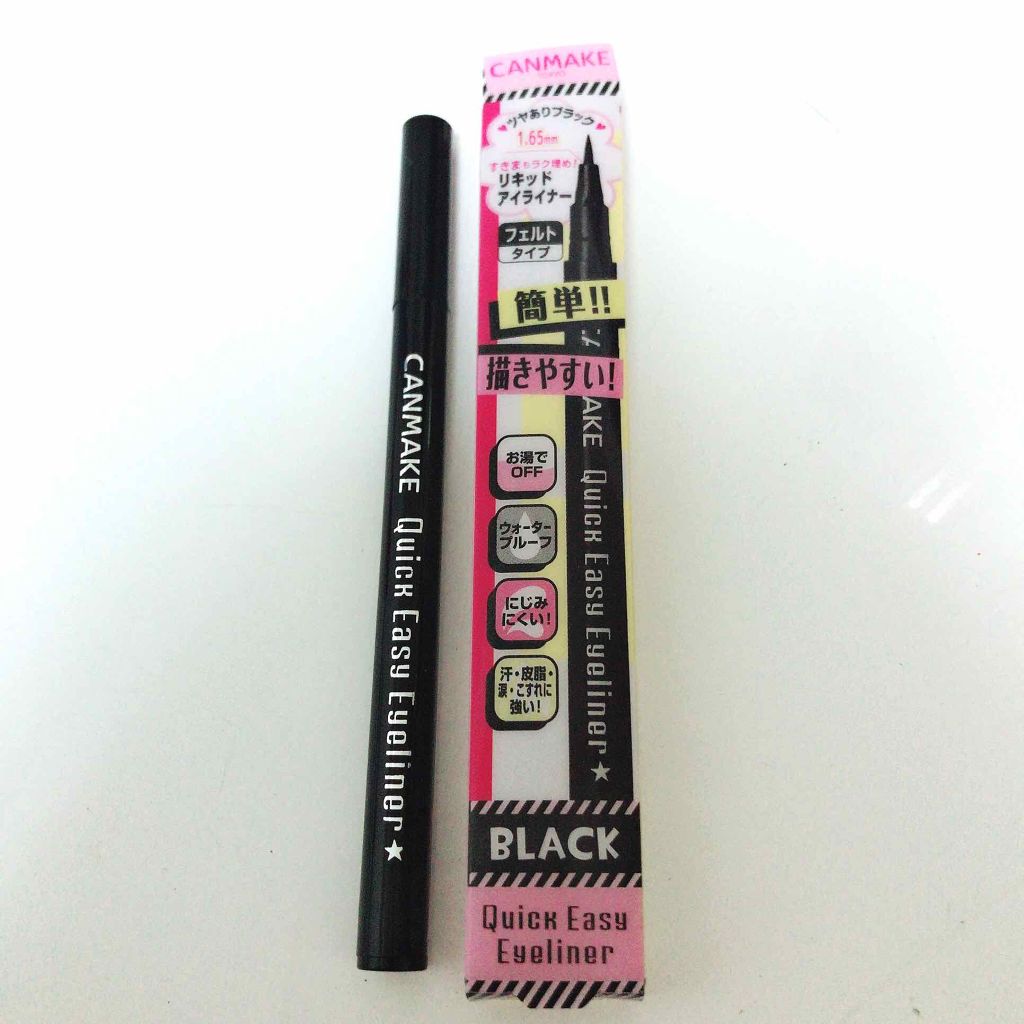 CANMAKE Quick Easy Eyeliner★
CANMAKE
TOKYO
♥ツヤありブラック♥
1.65mm
すきまもラク埋め!
リキッド
アイライナー
フェルト
タイプ
簡単!!
描きやすい!
お湯で
OFF
ウォーター
プルーフ
にじみ
にくい!
汗・皮脂・
涙・こすれに
強い!
AKE Quick Easy Eyeliner★
BLACK
Quick Easy
Eyeliner